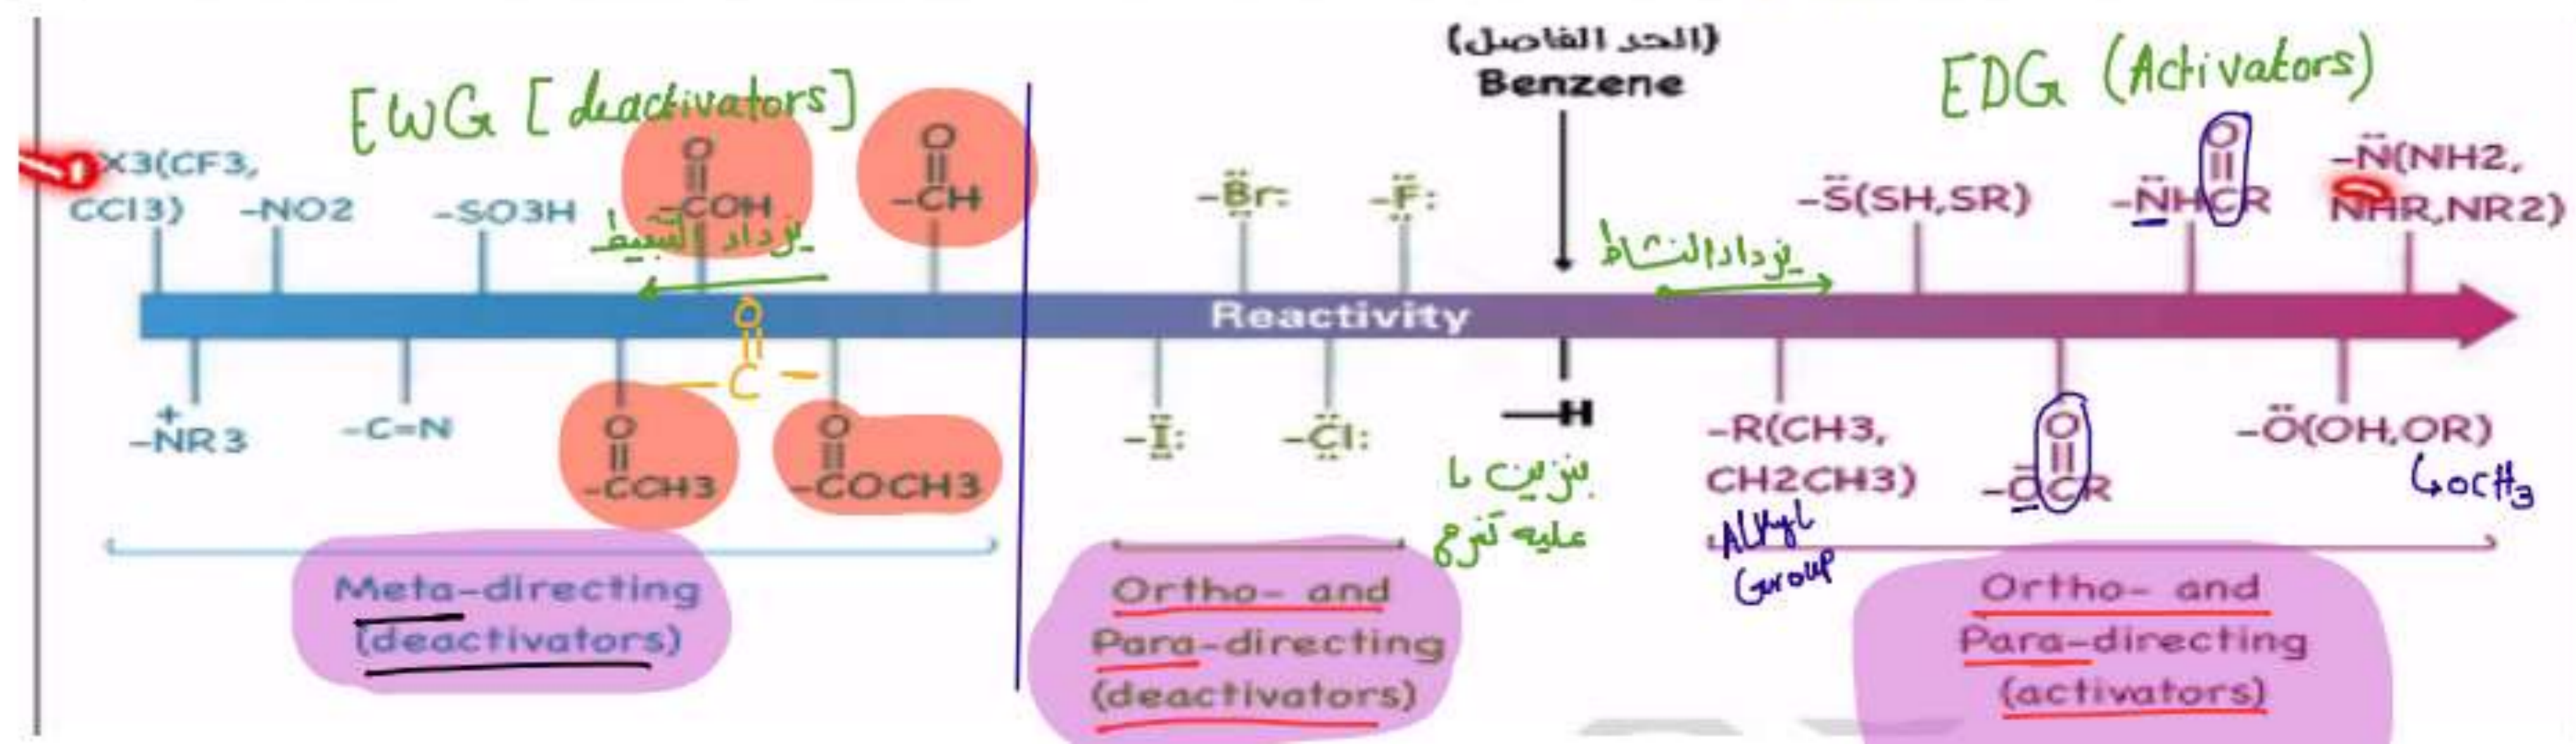 (الحد الفاصل)
Benzene
EWG [deactivators]
EDG (Activators)
X3(CF3,
CCl3)
-NO2
-SO3H
O
-COH
O
-CH
-Br:
-F:
-S(SH,SR)
O
-NHCR
-N(NH2,
NHR,NR2)
يزداد التثبيط
يزداد النشاط
Reactivity
O
C
+
-NR3
-C=N
O
-CCH3
O
-COCH3
-I:
-Cl:
-H
-R(CH3,
CH2CH3)
O
-OCR
-O(OH,OR)
OCH3
بنزين ما
عليه تفرع
Alkyl
Group
Meta-directing
(deactivators)
Ortho- and
Para-directing
(deactivators)
Ortho- and
Para-directing
(activators)